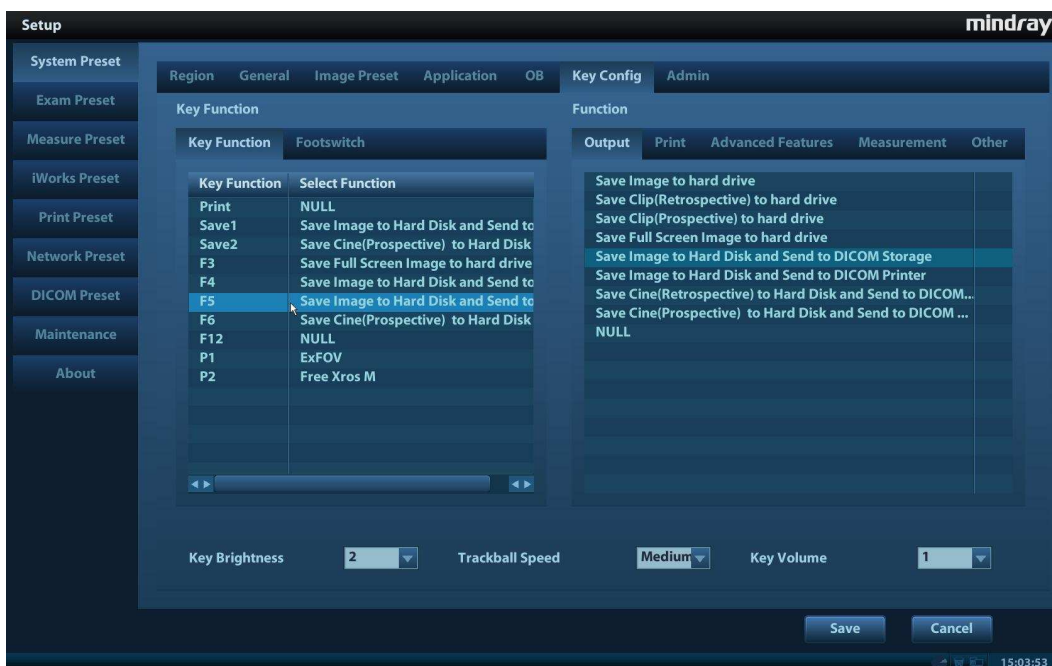 Setup
mindray
System Preset
Exam Preset
Measure Preset
iWorks Preset
Print Preset
Network Preset
DICOM Preset
Maintenance
About
Region General Image Preset Application OB Key Config Admin
Key Function
Key Function Footswitch
Key Function Select Function
Print NULL
Save1 Save Image to Hard Disk and Send to
Save2 Save Cine(Prospective) to Hard Disk
F3 Save Full Screen Image to hard drive
F4 Save Image to Hard Disk and Send to
F5 Save Image to Hard Disk and Send to
F6 Save Cine(Prospective) to Hard Disk
F12 NULL
P1 ExFOV
P2 Free Xros M
Function
Output Print Advanced Features Measurement Other
Save Image to hard drive
Save Clip(Retrospective) to hard drive
Save Clip(Prospective) to hard drive
Save Full Screen Image to hard drive
Save Image to Hard Disk and Send to DICOM Storage
Save Image to Hard Disk and Send to DICOM Printer
Save Cine(Retrospective) to Hard Disk and Send to DICOM...
Save Cine(Prospective) to Hard Disk and Send to DICOM ...
NULL
Key Brightness 2 Trackball Speed Medium Key Volume 1
Save Cancel
15:03:53